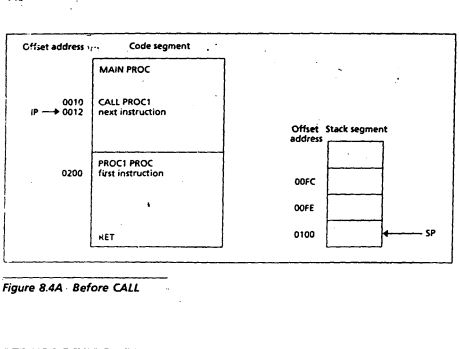 Offset address Code segment
MAIN PROC
0010 CALL PROC1
IP → 0012 next instruction
PROC1 PROC
0200 first instruction
RET
Offset address Stack segment
00FC
00FE
0100 SP
Figure 8.4A Before CALL